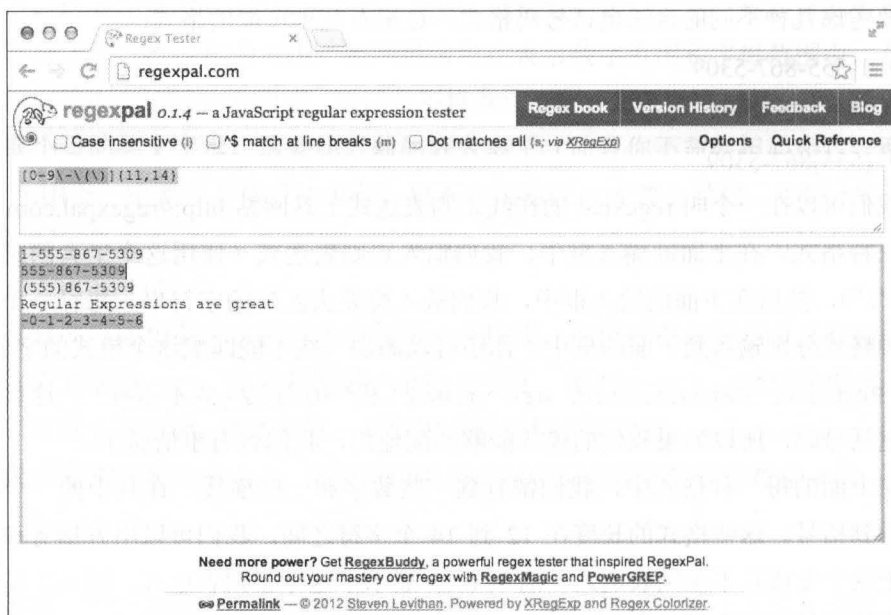 Regex Tester
regexpal.com
regexpal 0.1.4 — a JavaScript regular expression tester
Regex book Version History Feedback Blog
Case insensitive (i) ^$ match at line breaks (m) Dot matches all (s; via XRegExp) Options Quick Reference
[0-9\-\(\)]{11,14}
1-555-867-5309
555-867-5309
(555)867-5309
Regular Expressions are great
-0-1-2-3-4-5-6
Need more power? Get RegexBuddy, a powerful regex tester that inspired RegexPal.
Round out your mastery over regex with RegexMagic and PowerGREP.
Permalink — © 2012 Steven Levithan. Powered by XRegExp and Regex Colorizer.